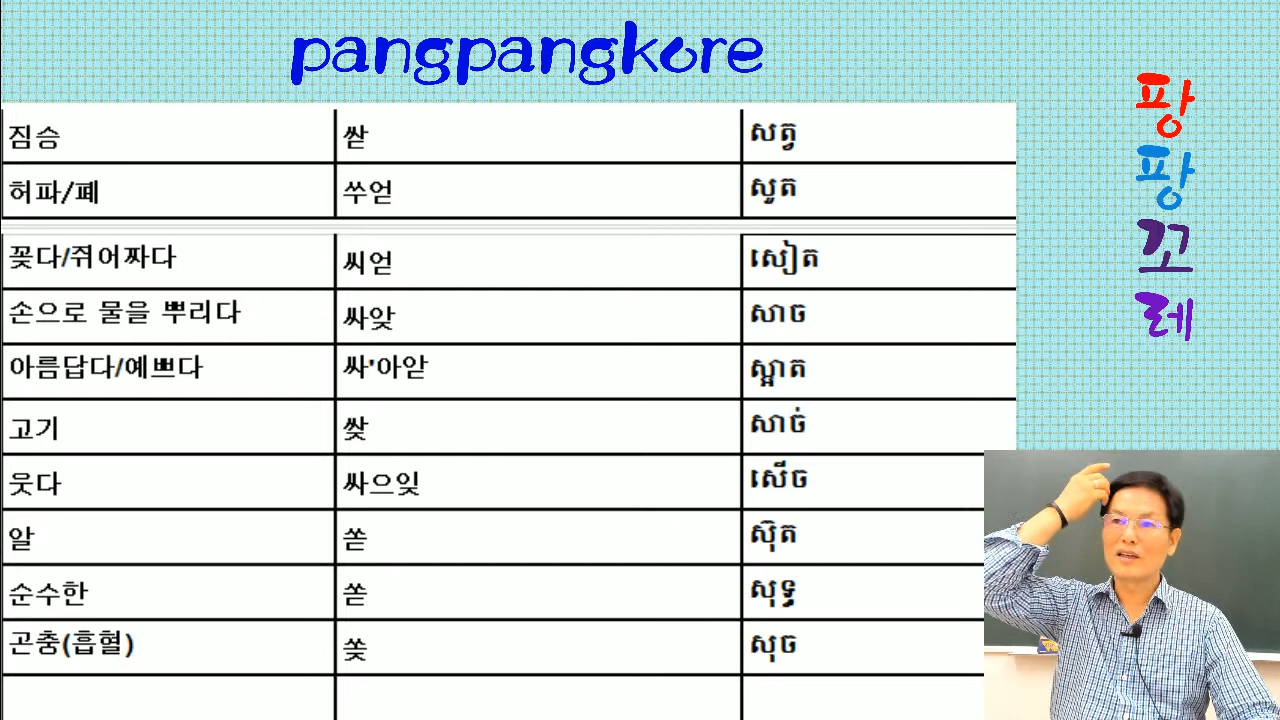 pangpangkore
팡
팡
꼬
레
짐승 싿 សត្វ
허파/폐 쑤얻 សួត
꽂다/쥐어짜다 씨얻 សៀត
손으로 물을 뿌리다 싸앚 សាច
아름답다/예쁘다 싸'아앋 ស្អាត
고기 쌎 សាច់
웃다 싸으잊 សើច
알 쏟 ស៊ុត
순수한 쏟 សុទ្ធ
곤충(흡혈) 쏮 សុច